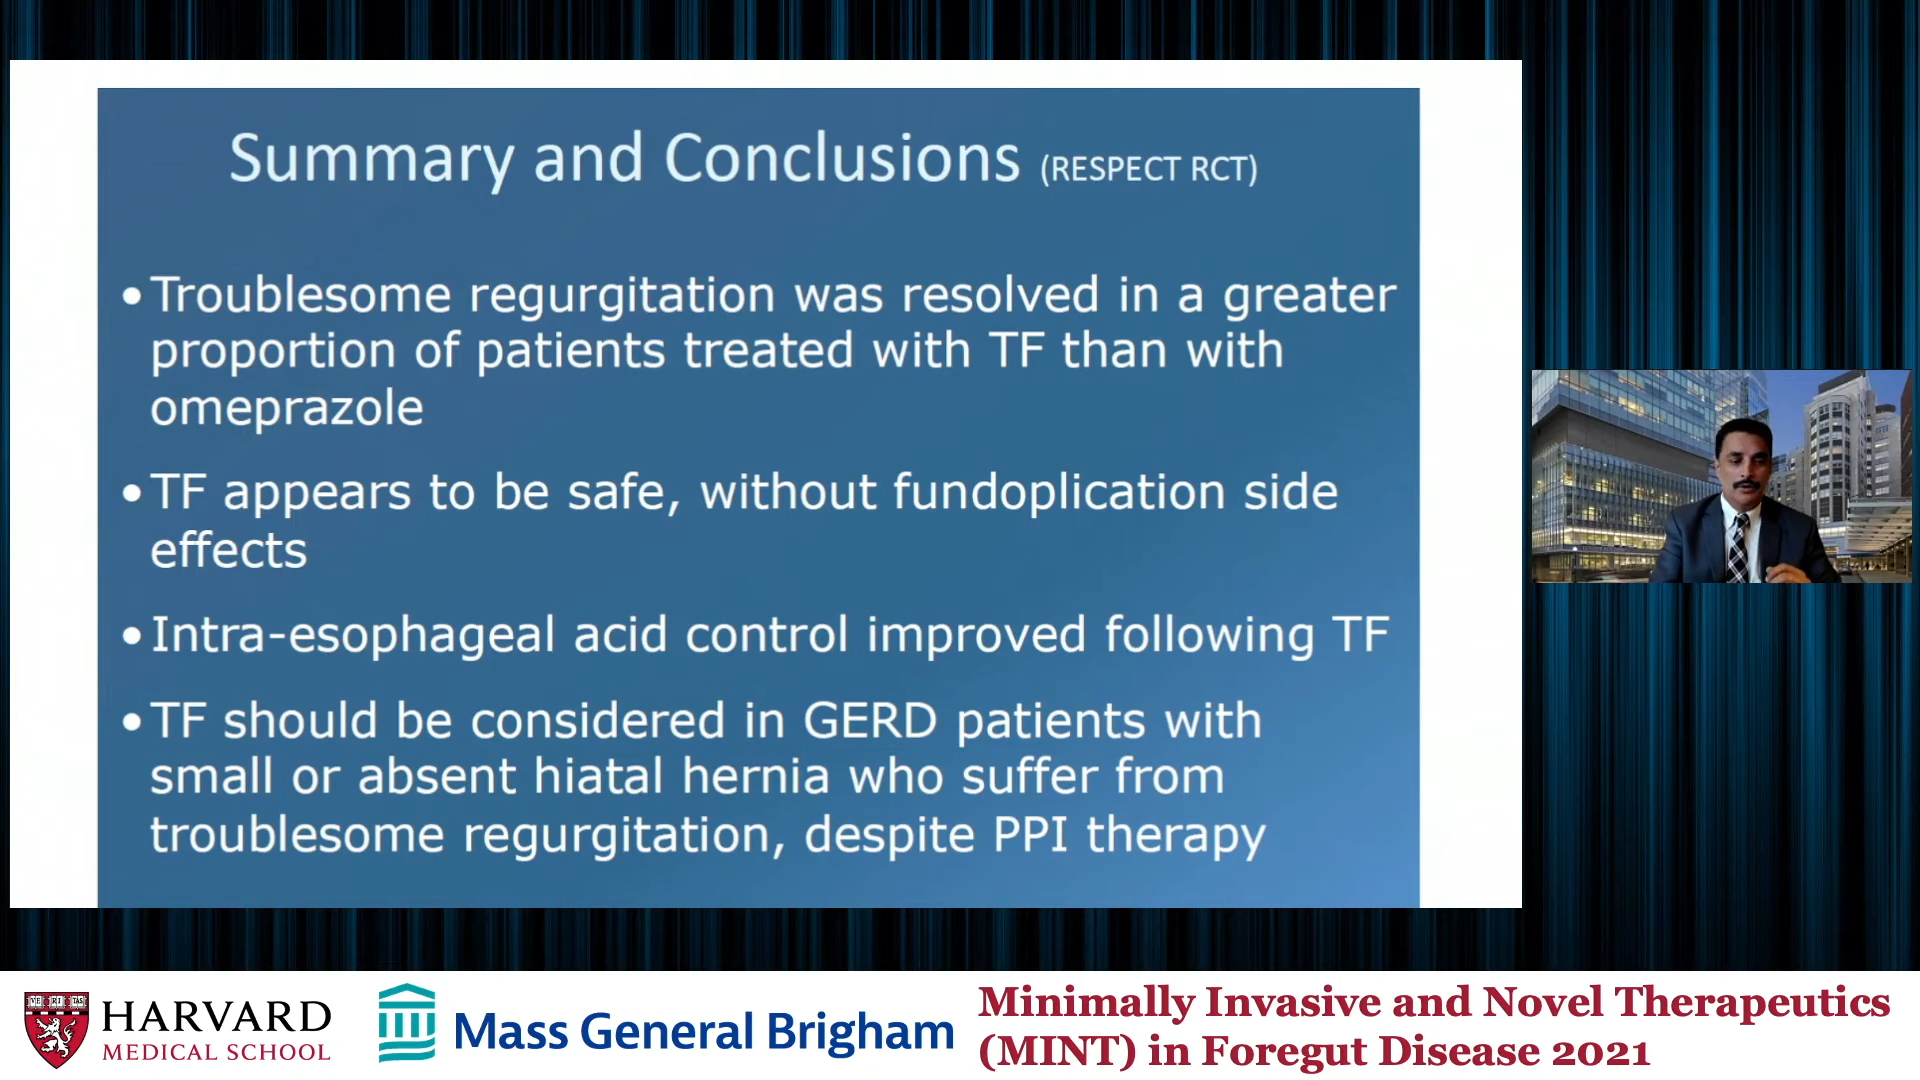 Summary and Conclusions (RESPECT RCT)
• Troublesome regurgitation was resolved in a greater
proportion of patients treated with TF than with
omeprazole
• TF appears to be safe, without fundoplication side
effects
• Intra-esophageal acid control improved following TF
• TF should be considered in GERD patients with
small or absent hiatal hernia who suffer from
troublesome regurgitation, despite PPI therapy
VE RI TAS
HARVARD
MEDICAL SCHOOL
Mass General Brigham
Minimally Invasive and Novel Therapeutics
(MINT) in Foregut Disease 2021